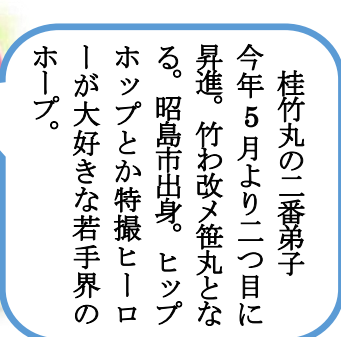 桂竹丸の二番弟子
今年5月より二つ目に
昇進。竹わ改メ笹丸とな
る。昭島市出身。ヒップ
ホップとか特撮ヒーロ
ーが大好きな若手界の
ホープ。